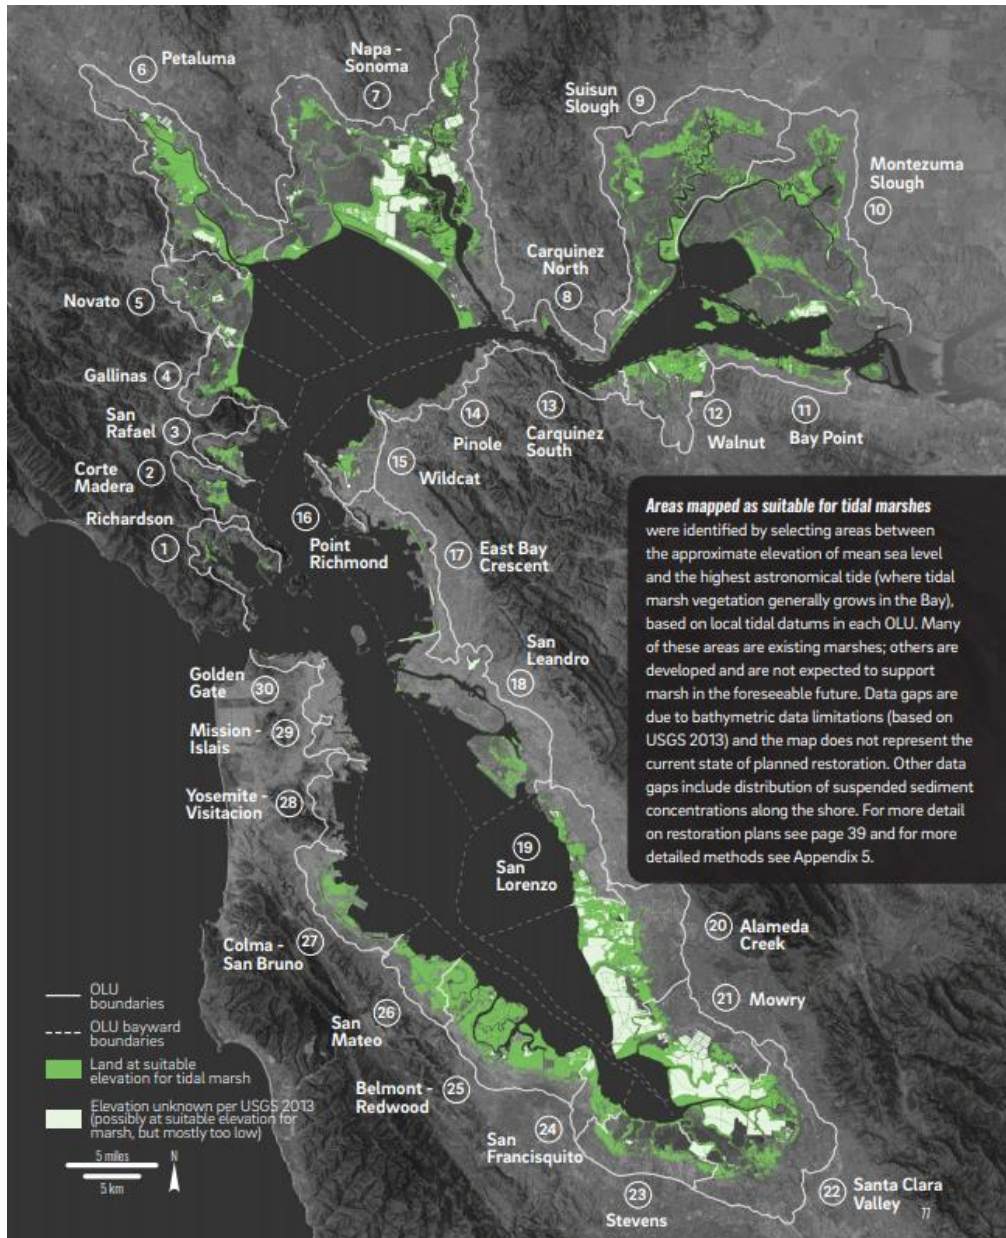 Petaluma
6
Napa -
Sonoma
7
Suisun
Slough
9
Montezuma
Slough
10
Carquinez
North
8
Novato
5
Gallinas
4
San
Rafael
3
Corte
Madera
2
Richardson
1
14
Pinole
13
Carquinez
South
12
Walnut
11
Bay Point
15
Wildcat
16
Point
Richmond
17
East Bay
Crescent
San
Leandro
18
Areas mapped as suitable for tidal marshes
were identified by selecting areas between
the approximate elevation of mean sea level
and the highest astronomical tide (where tidal
marsh vegetation generally grows in the Bay),
based on local tidal datums in each OLU. Many
of these areas are existing marshes; others are
developed and are not expected to support
marsh in the foreseeable future. Data gaps are
due to bathymetric data limitations (based on
USGS 2013) and the map does not represent the
current state of planned restoration. Other data
gaps include distribution of suspended sediment
concentrations along the shore. For more detail
on restoration plans see page 39 and for more
detailed methods see Appendix 5.
Golden
Gate
30
Mission -
Islais
29
Yosemite -
Visitacion
28
19
San
Lorenzo
20
Alameda
Creek
21
Mowry
27
Colma -
San Bruno
26
San
Mateo
25
Belmont -
Redwood
24
San
Francisquito
23
Stevens
22
Santa Clara
Valley
OLU
boundaries
OLU bayward
boundaries
Land at suitable
elevation for tidal marsh
Elevation unknown per USGS 2013
(possibly at suitable elevation for
marsh, but mostly too low)
5 miles
5 km
N
77